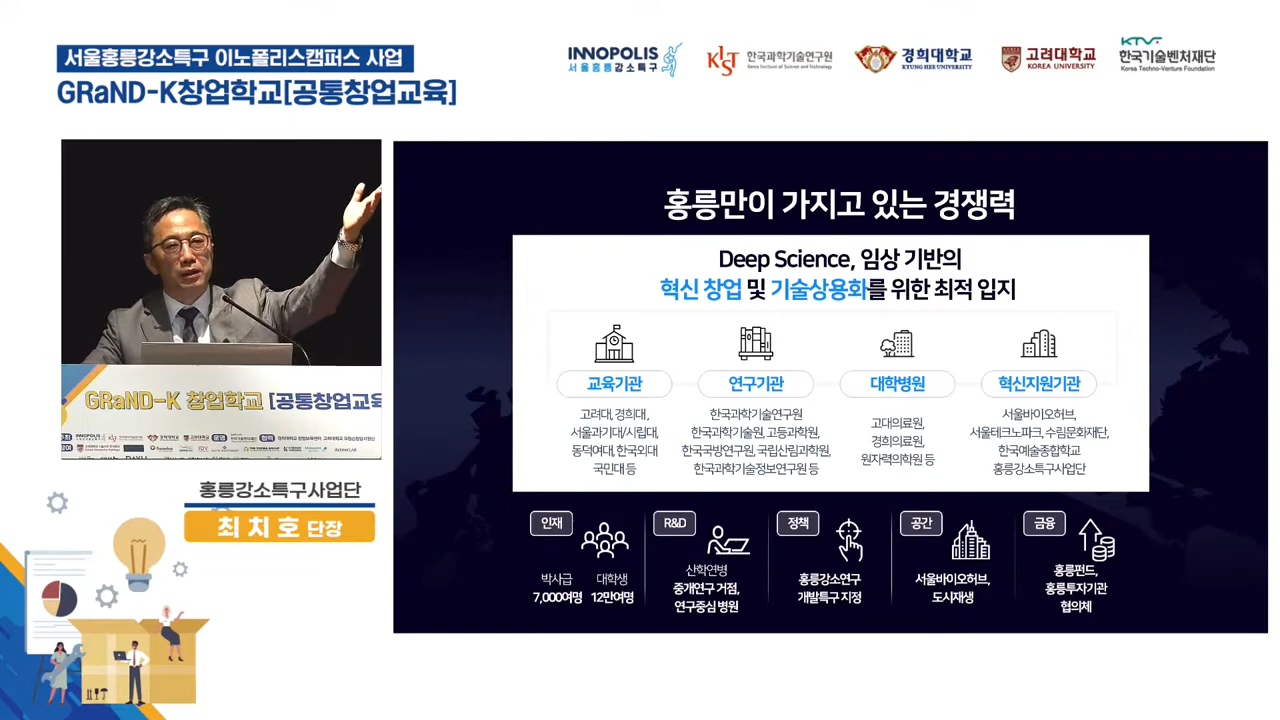 서울홍릉강소특구 이노폴리스캠퍼스 사업
GRaND-K창업학교[공통창업교육]
INNOPOLIS
서울홍릉강소특구
KIST 한국과학기술연구원
Korea Institute of Science and Technology
경희대학교
KYUNG HEE UNIVERSITY
고려대학교
KOREA UNIVERSITY
KTVF
한국기술벤처재단
Korea Techno-Venture Foundation
GRaND-K 창업학교 [공통창업교육
홍릉강소특구사업단
최치호 단장
홍릉만이 가지고 있는 경쟁력
Deep Science, 임상 기반의
혁신 창업 및 기술상용화를 위한 최적 입지
교육기관
고려대, 경희대,
서울과기대/시립대,
동덕여대, 한국외대
국민대 등
연구기관
한국과학기술연구원
한국과학기술원, 고등과학원,
한국국방연구원, 국립산림과학원,
한국과학기술정보연구원 등
대학병원
고대의료원,
경희의료원,
원자력의학원 등
혁신지원기관
서울바이오허브,
서울테크노파크, 수림문화재단,
한국예술종합학교
홍릉강소특구사업단
인재
박사급
7,000여명
대학생
12만여명
R&D
산학연병
중개연구 거점,
연구중심 병원
정책
홍릉강소연구
개발특구 지정
공간
서울바이오허브,
도시재생
금융
홍릉펀드,
홍릉투자기관
협의체